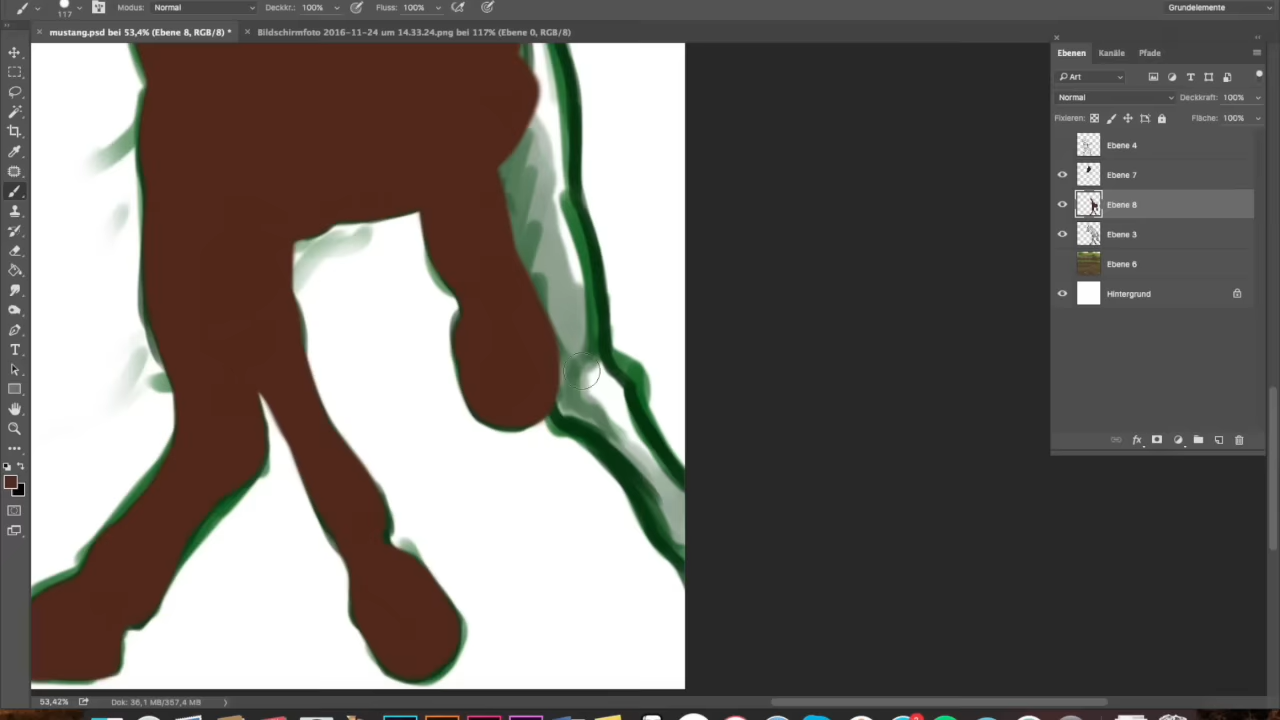 117 Modus: Normal Deckkr.: 100% Fluss: 100% Grundelemente
mustang.psd bei 53,4% (Ebene 8, RGB/8) * Bildschirmfoto 2016-11-24 um 14.33.24.png bei 117% (Ebene 0, RGB/8)
Ebenen Kanäle Pfade
Art
Normal Deckkraft: 100%
Fixieren: Fläche: 100%
Ebene 4
Ebene 7
Ebene 8
Ebene 3
Ebene 6
Hintergrund
fx
53,42% Dok: 36,1 MB/357,4 MB